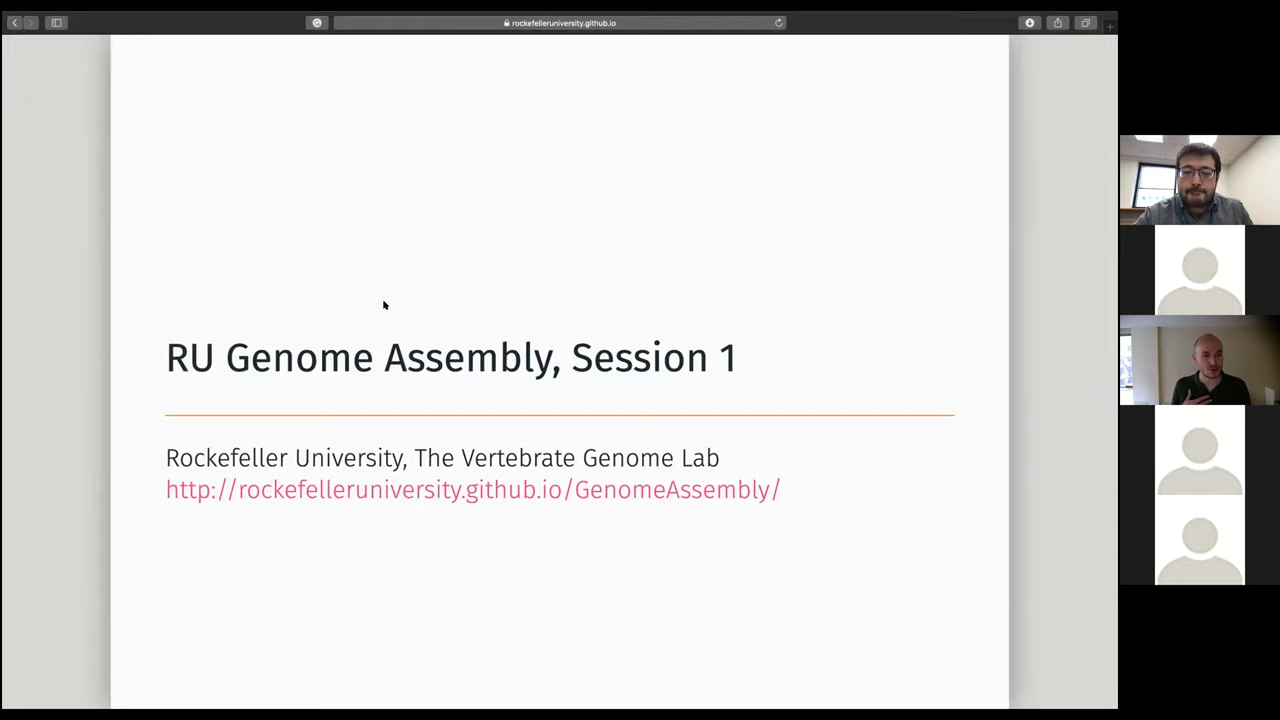 rockefelleruniversity.github.io
RU Genome Assembly, Session 1
Rockefeller University, The Vertebrate Genome Lab
http://rockefelleruniversity.github.io/GenomeAssembly/